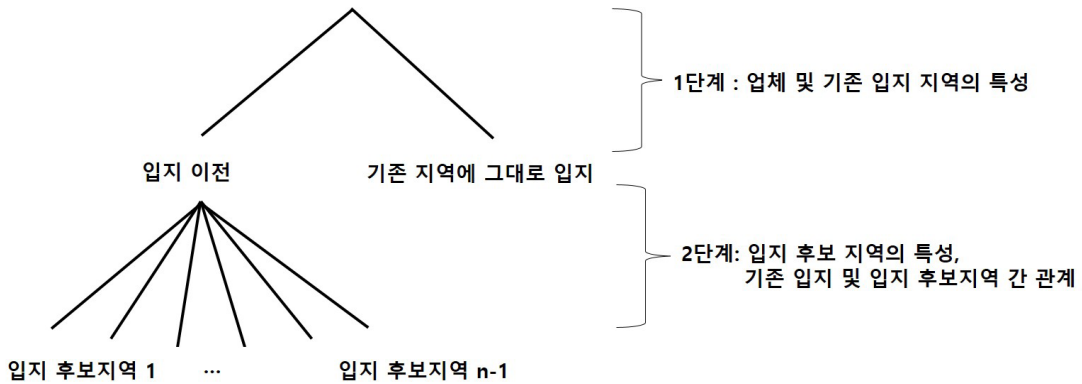 1단계 : 업체 및 기존 입지 지역의 특성
입지 이전
기존 지역에 그대로 입지
2단계: 입지 후보 지역의 특성,
기존 입지 및 입지 후보지역 간 관계
입지 후보지역 1
...
입지 후보지역 n-1